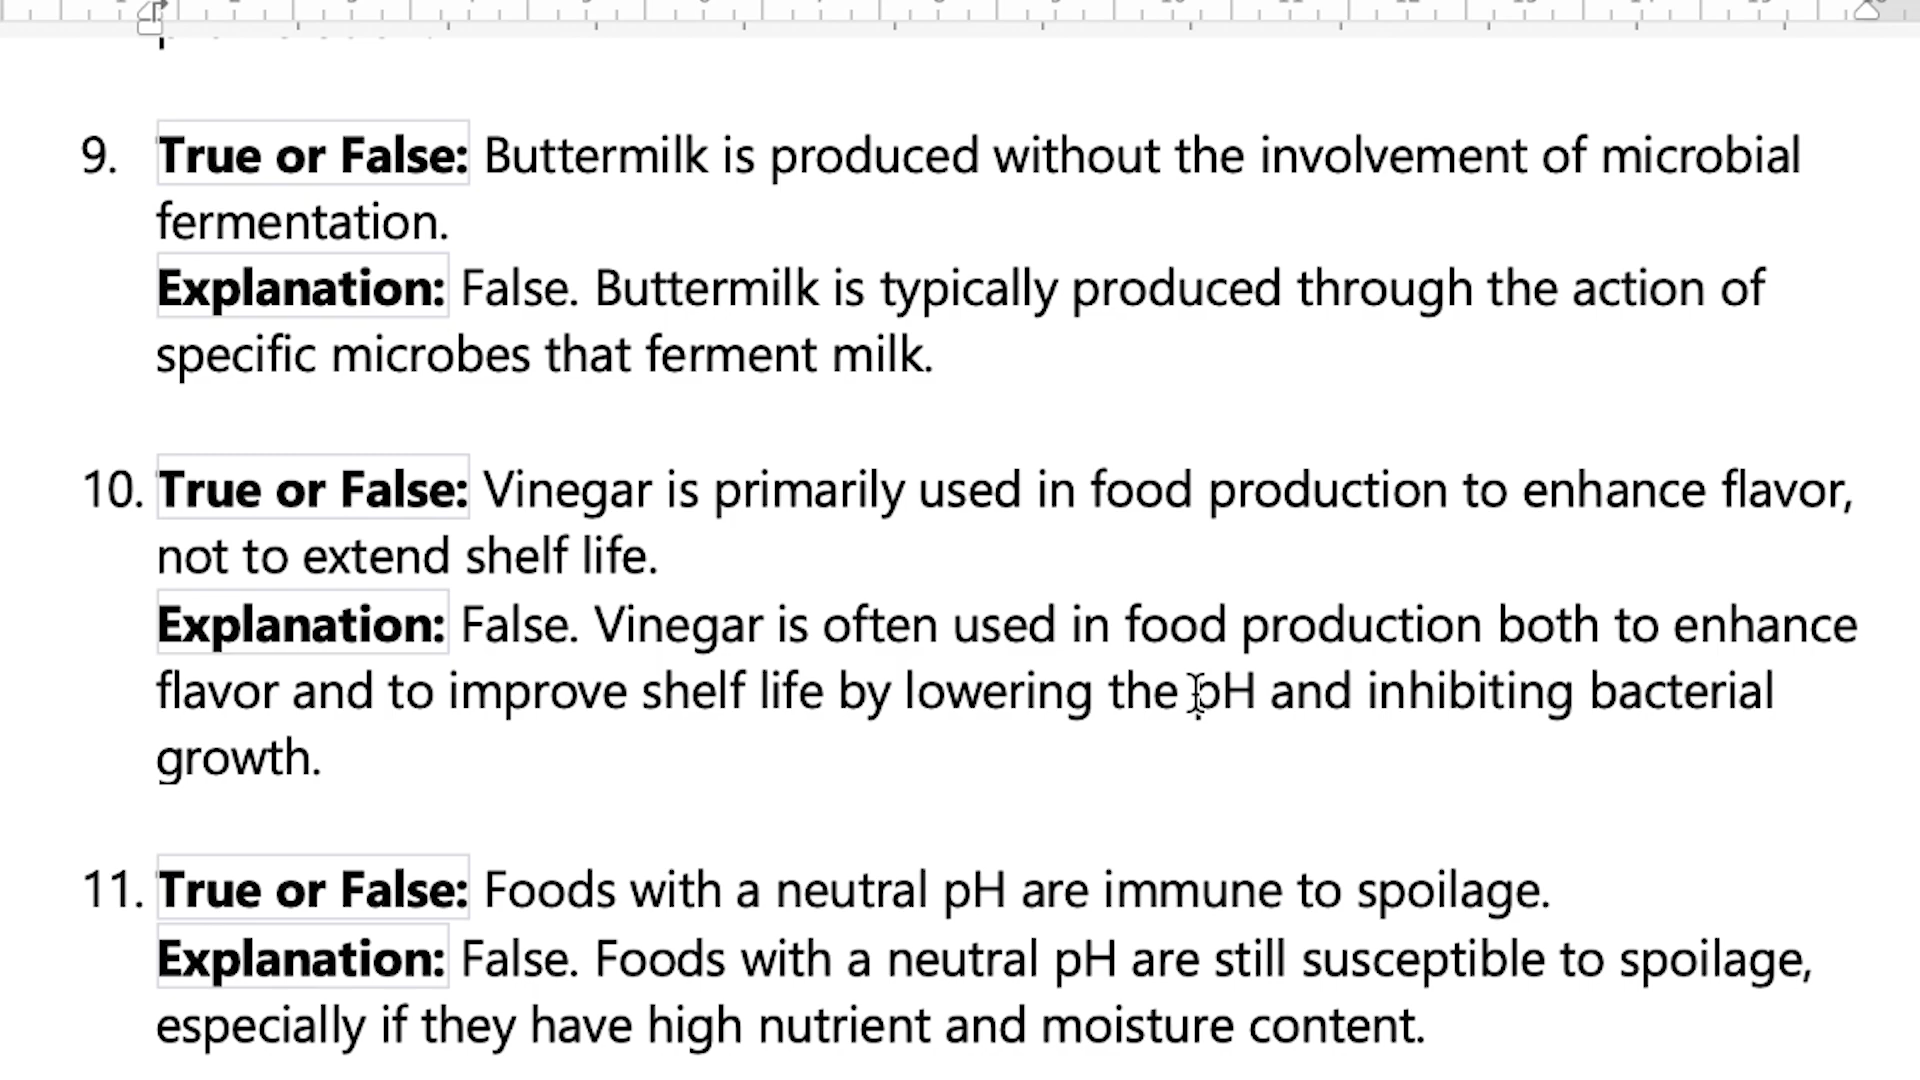 9. True or False: Buttermilk is produced without the involvement of microbial
fermentation.
Explanation: False. Buttermilk is typically produced through the action of
specific microbes that ferment milk.
10. True or False: Vinegar is primarily used in food production to enhance flavor,
not to extend shelf life.
Explanation: False. Vinegar is often used in food production both to enhance
flavor and to improve shelf life by lowering the pH and inhibiting bacterial
growth.
11. True or False: Foods with a neutral pH are immune to spoilage.
Explanation: False. Foods with a neutral pH are still susceptible to spoilage,
especially if they have high nutrient and moisture content.